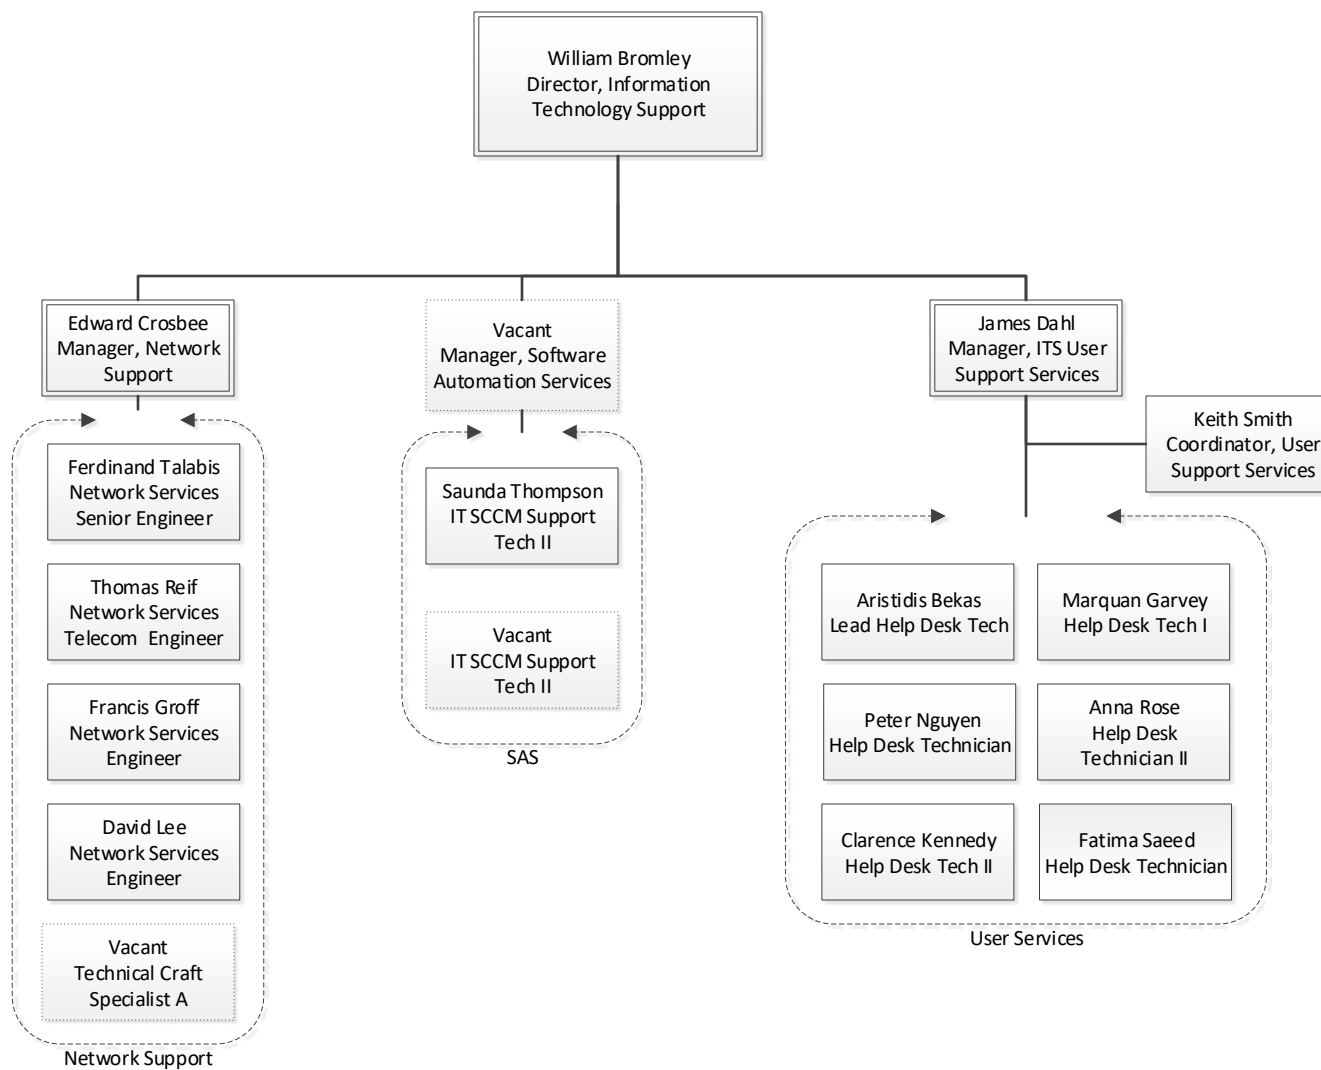 William Bromley
Director, Information
Technology Support
Edward Crosbee
Manager, Network
Support
Vacant
Manager, Software
Automation Services
James Dahl
Manager, ITS User
Support Services
Keith Smith
Coordinator, User
Support Services
Ferdinand Talabis
Network Services
Senior Engineer
Thomas Reif
Network Services
Telecom Engineer
Francis Groff
Network Services
Engineer
David Lee
Network Services
Engineer
Vacant
Technical Craft
Specialist A
Network Support
Saunda Thompson
IT SCCM Support
Tech II
Vacant
IT SCCM Support
Tech II
SAS
Aristidis Bekas
Lead Help Desk Tech
Marquan Garvey
Help Desk Tech I
Peter Nguyen
Help Desk Technician
Anna Rose
Help Desk
Technician II
Clarence Kennedy
Help Desk Tech II
Fatima Saeed
Help Desk Technician
User Services